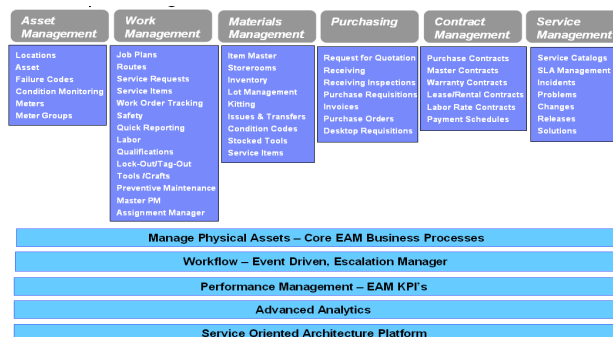 Asset
Management
Locations
Asset
Failure Codes
Condition Monitoring
Meters
Meter Groups
Work
Management
Job Plans
Routes
Service Requests
Service Items
Work Order Tracking
Safety
Quick Reporting
Labor
Qualifications
Lock-Out/Tag-Out
Tools /Crafts
Preventive Maintenance
Master PM
Assignment Manager
Materials
Management
Item Master
Storerooms
Inventory
Lot Management
Kitting
Issues & Transfers
Condition Codes
Stocked Tools
Service Items
Purchasing
Request for Quotation
Receiving
Receiving Inspections
Purchase Requisitions
Invoices
Purchase Orders
Desktop Requisitions
Contract
Management
Purchase Contracts
Master Contracts
Warranty Contracts
Lease/Rental Contracts
Labor Rate Contracts
Payment Schedules
Service
Management
Service Catalogs
SLA Management
Incidents
Problems
Changes
Releases
Solutions
Manage Physical Assets – Core EAM Business Processes
Workflow – Event Driven, Escalation Manager
Performance Management – EAM KPI's
Advanced Analytics
Service Oriented Architecture Platform